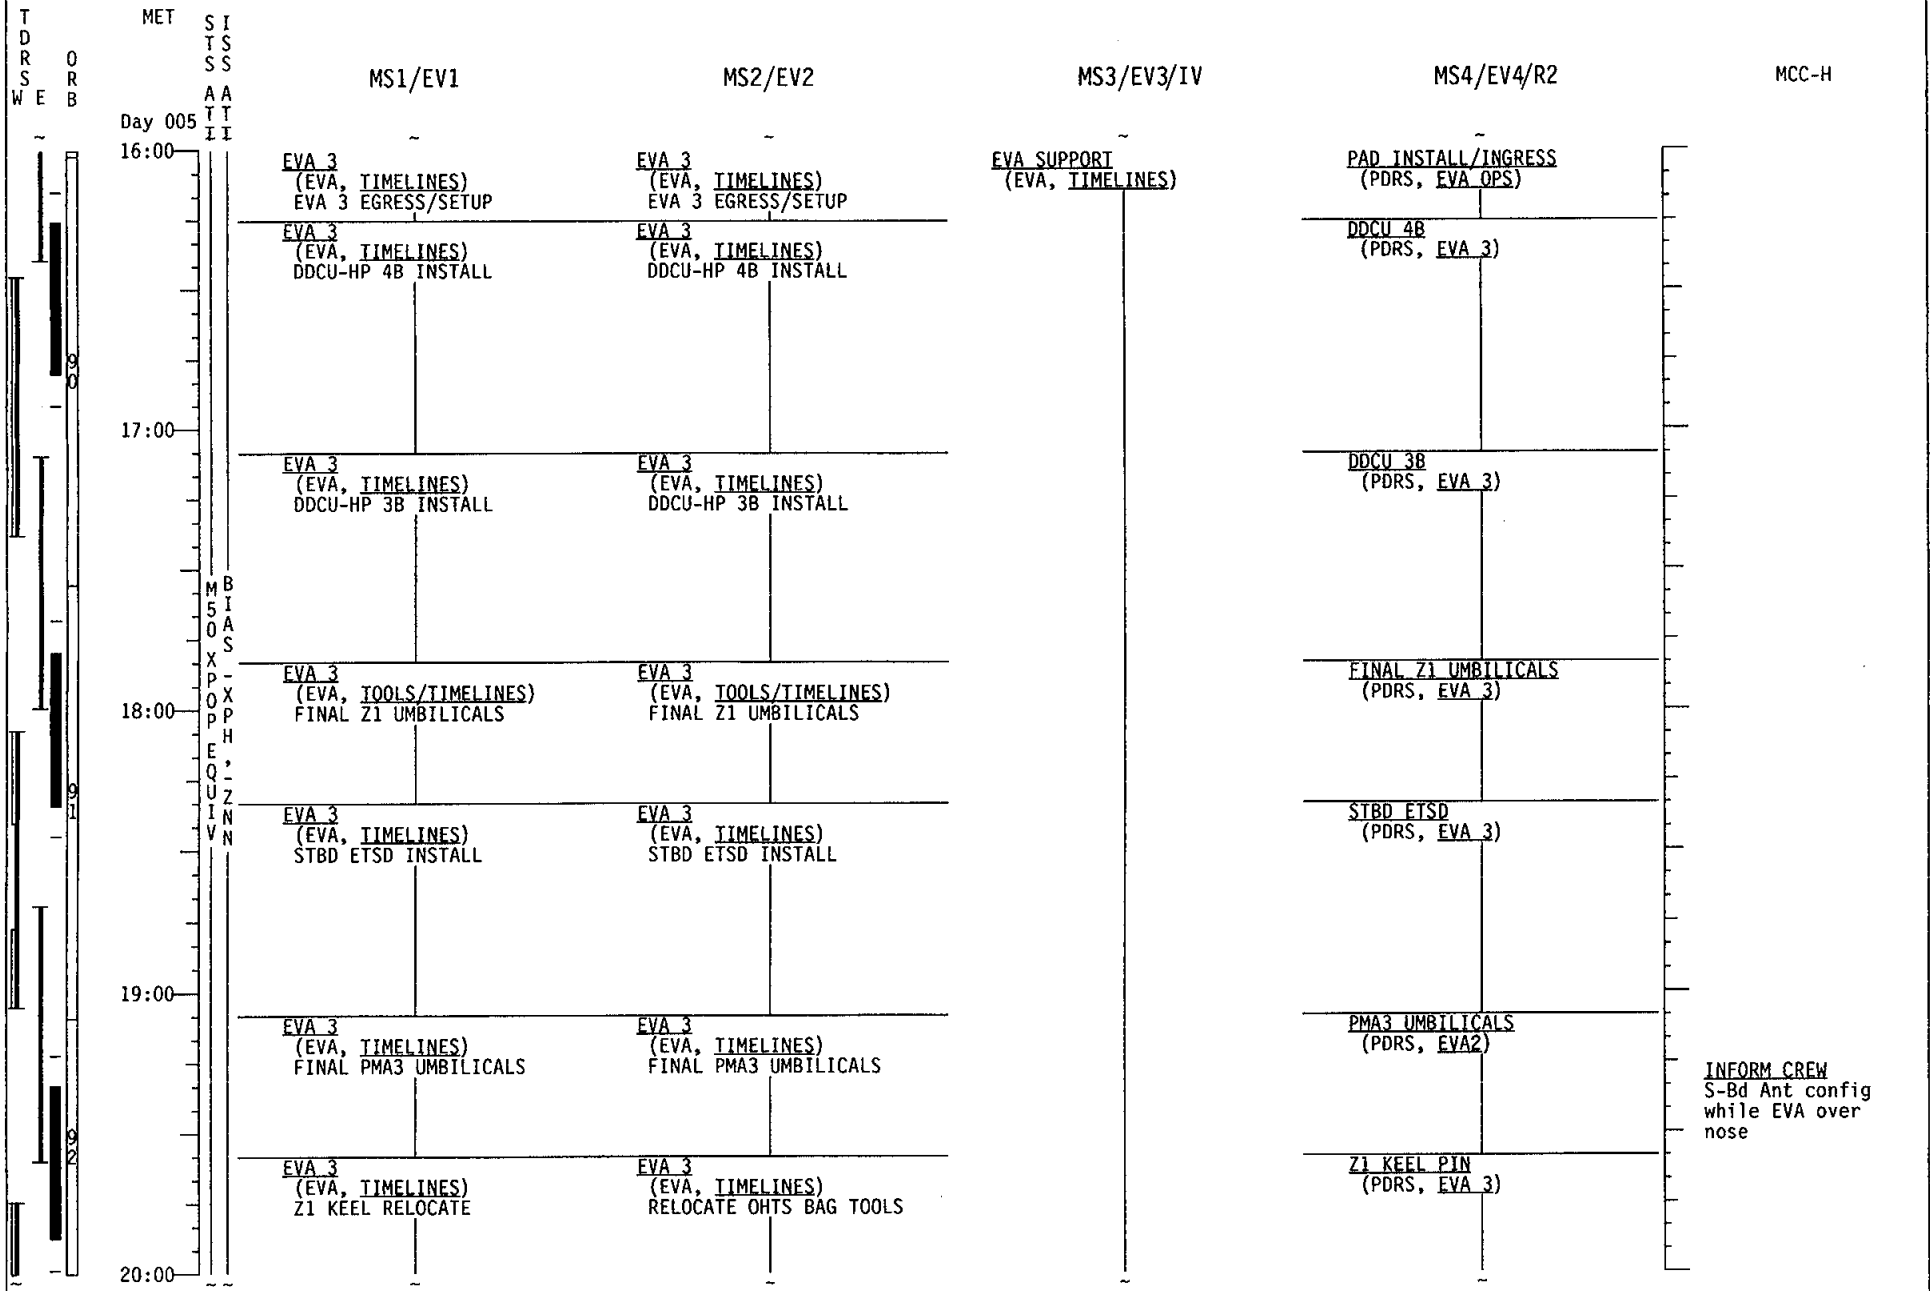 TDRS
W E
ORB
MET
STS ATT
ISS ATT
MS1/EV1
MS2/EV2
MS3/EV3/IV
MS4/EV4/R2
MCC-H
Day 005
16:00
17:00
18:00
19:00
20:00
90
91
92
M50 XPOP EQUIV
BIAS -XPH,-ZNN
EVA 3
(EVA, TIMELINES)
EVA 3 EGRESS/SETUP
EVA 3
(EVA, TIMELINES)
DDCU-HP 4B INSTALL
EVA 3
(EVA, TIMELINES)
DDCU-HP 3B INSTALL
EVA 3
(EVA, TOOLS/TIMELINES)
FINAL Z1 UMBILICALS
EVA 3
(EVA, TIMELINES)
STBD ETSD INSTALL
EVA 3
(EVA, TIMELINES)
FINAL PMA3 UMBILICALS
EVA 3
(EVA, TIMELINES)
Z1 KEEL RELOCATE
EVA 3
(EVA, TIMELINES)
EVA 3 EGRESS/SETUP
EVA 3
(EVA, TIMELINES)
DDCU-HP 4B INSTALL
EVA 3
(EVA, TIMELINES)
DDCU-HP 3B INSTALL
EVA 3
(EVA, TOOLS/TIMELINES)
FINAL Z1 UMBILICALS
EVA 3
(EVA, TIMELINES)
STBD ETSD INSTALL
EVA 3
(EVA, TIMELINES)
FINAL PMA3 UMBILICALS
EVA 3
(EVA, TIMELINES)
RELOCATE OHTS BAG TOOLS
EVA SUPPORT
(EVA, TIMELINES)
PAD INSTALL/INGRESS
(PDRS, EVA OPS)
DDCU 4B
(PDRS, EVA 3)
DDCU 3B
(PDRS, EVA 3)
FINAL Z1 UMBILICALS
(PDRS, EVA 3)
STBD ETSD
(PDRS, EVA 3)
PMA3 UMBILICALS
(PDRS, EVA2)
Z1 KEEL PIN
(PDRS, EVA 3)
INFORM CREW
S-Bd Ant config
while EVA over
nose